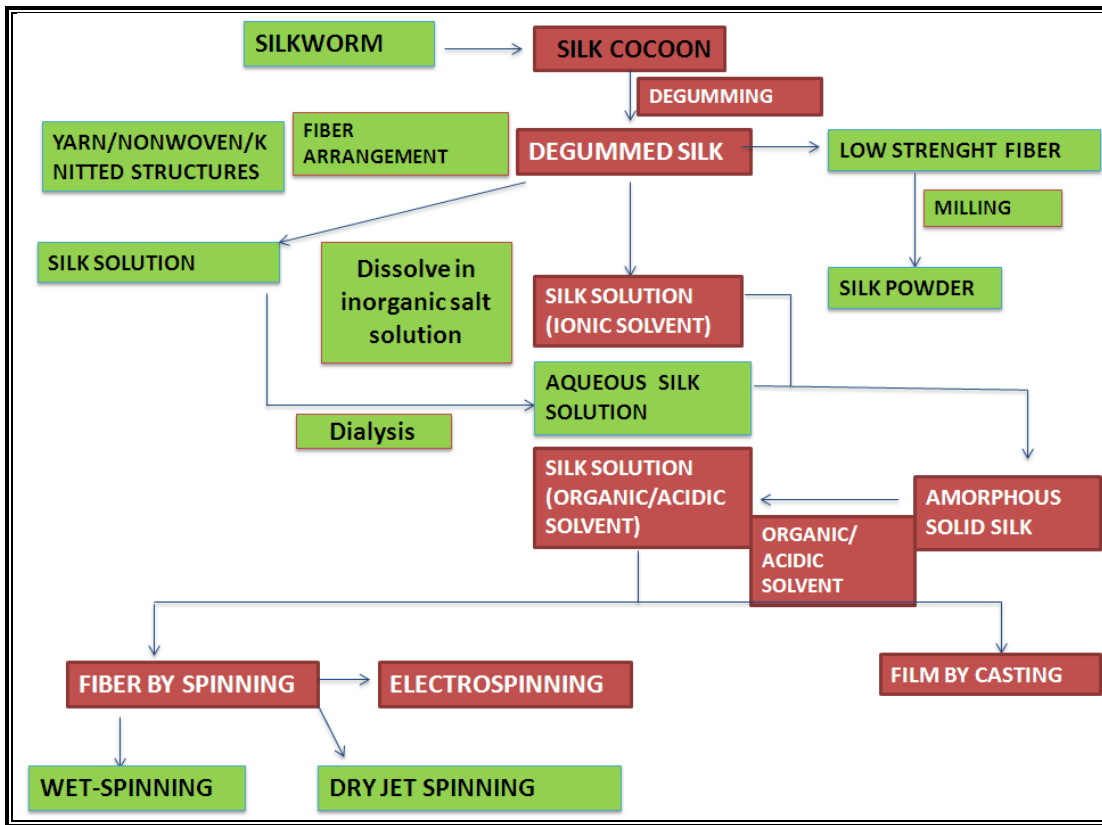 SILKWORM
SILK COCOON
DEGUMMING
YARN/NONWOVEN/K
NITTED STRUCTURES
FIBER
ARRANGEMENT
DEGUMMED SILK
LOW STRENGHT FIBER
MILLING
SILK SOLUTION
Dissolve in
inorganic salt
solution
SILK SOLUTION
(IONIC SOLVENT)
SILK POWDER
AQUEOUS SILK
SOLUTION
Dialysis
SILK SOLUTION
(ORGANIC/ACIDIC
SOLVENT)
AMORPHOUS
SOLID SILK
ORGANIC/
ACIDIC
SOLVENT
FIBER BY SPINNING
ELECTROSPINNING
FILM BY CASTING
WET-SPINNING
DRY JET SPINNING